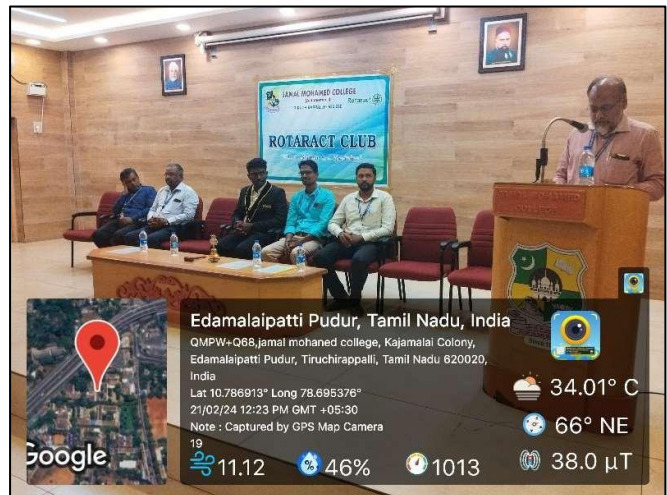 JAMAL MOHAMED COLLEGE
Rotaract
ROTARACT CLUB
Edamalaipatti Pudur, Tamil Nadu, India
QMPW+Q68,jamal mohaned college, Kajamalai Colony,
Edamalaipatti Pudur, Tiruchirappalli, Tamil Nadu 620020,
India
Lat 10.786913° Long 78.695376°
21/02/24 12:23 PM GMT +05:30
Note : Captured by GPS Map Camera
19
11.12
46%
1013
34.01° C
66° NE
38.0 µT
Google